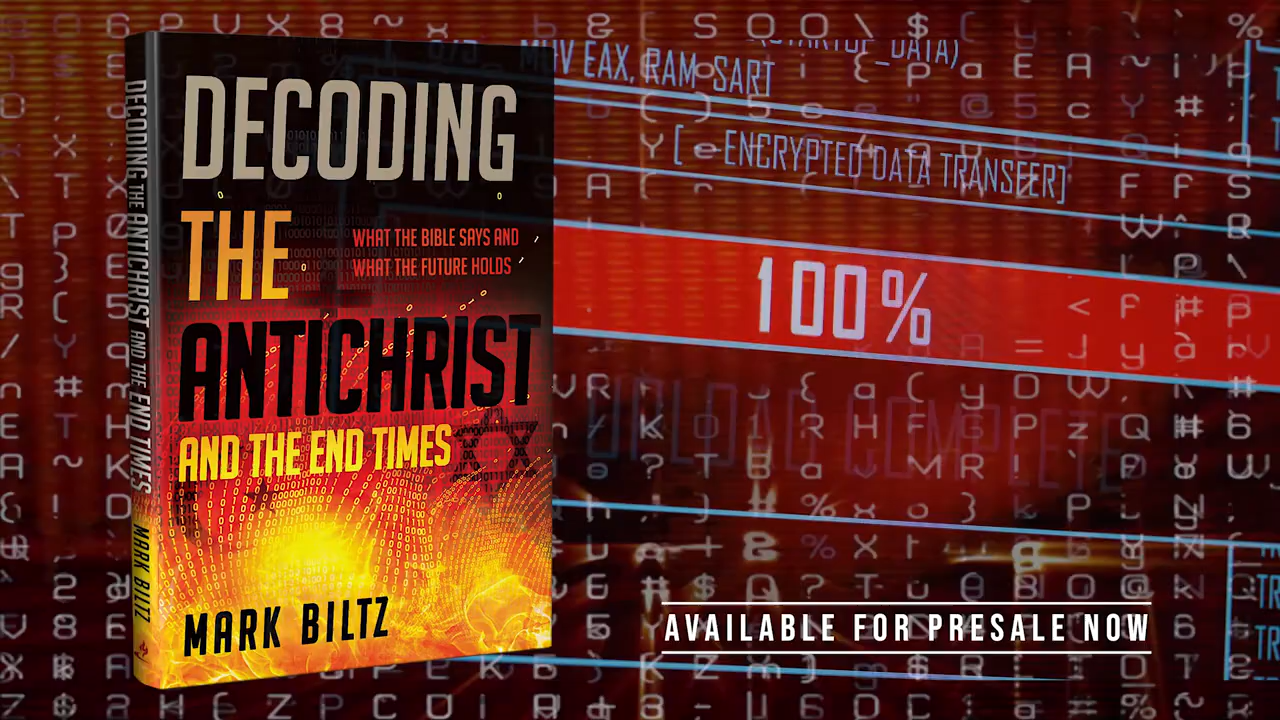 DECODING
THE
WHAT THE BIBLE SAYS AND
WHAT THE FUTURE HOLDS
ANTICHRIST
AND THE END TIMES
MARK BILTZ
DECODING THE ANTICHRIST AND THE END TIMES MARK BILTZ
EAX, RAM
[ - ENCRYPTED DATA TRANSFER]
100%
UPLOAD COMPLETE
AVAILABLE FOR PRESALE NOW